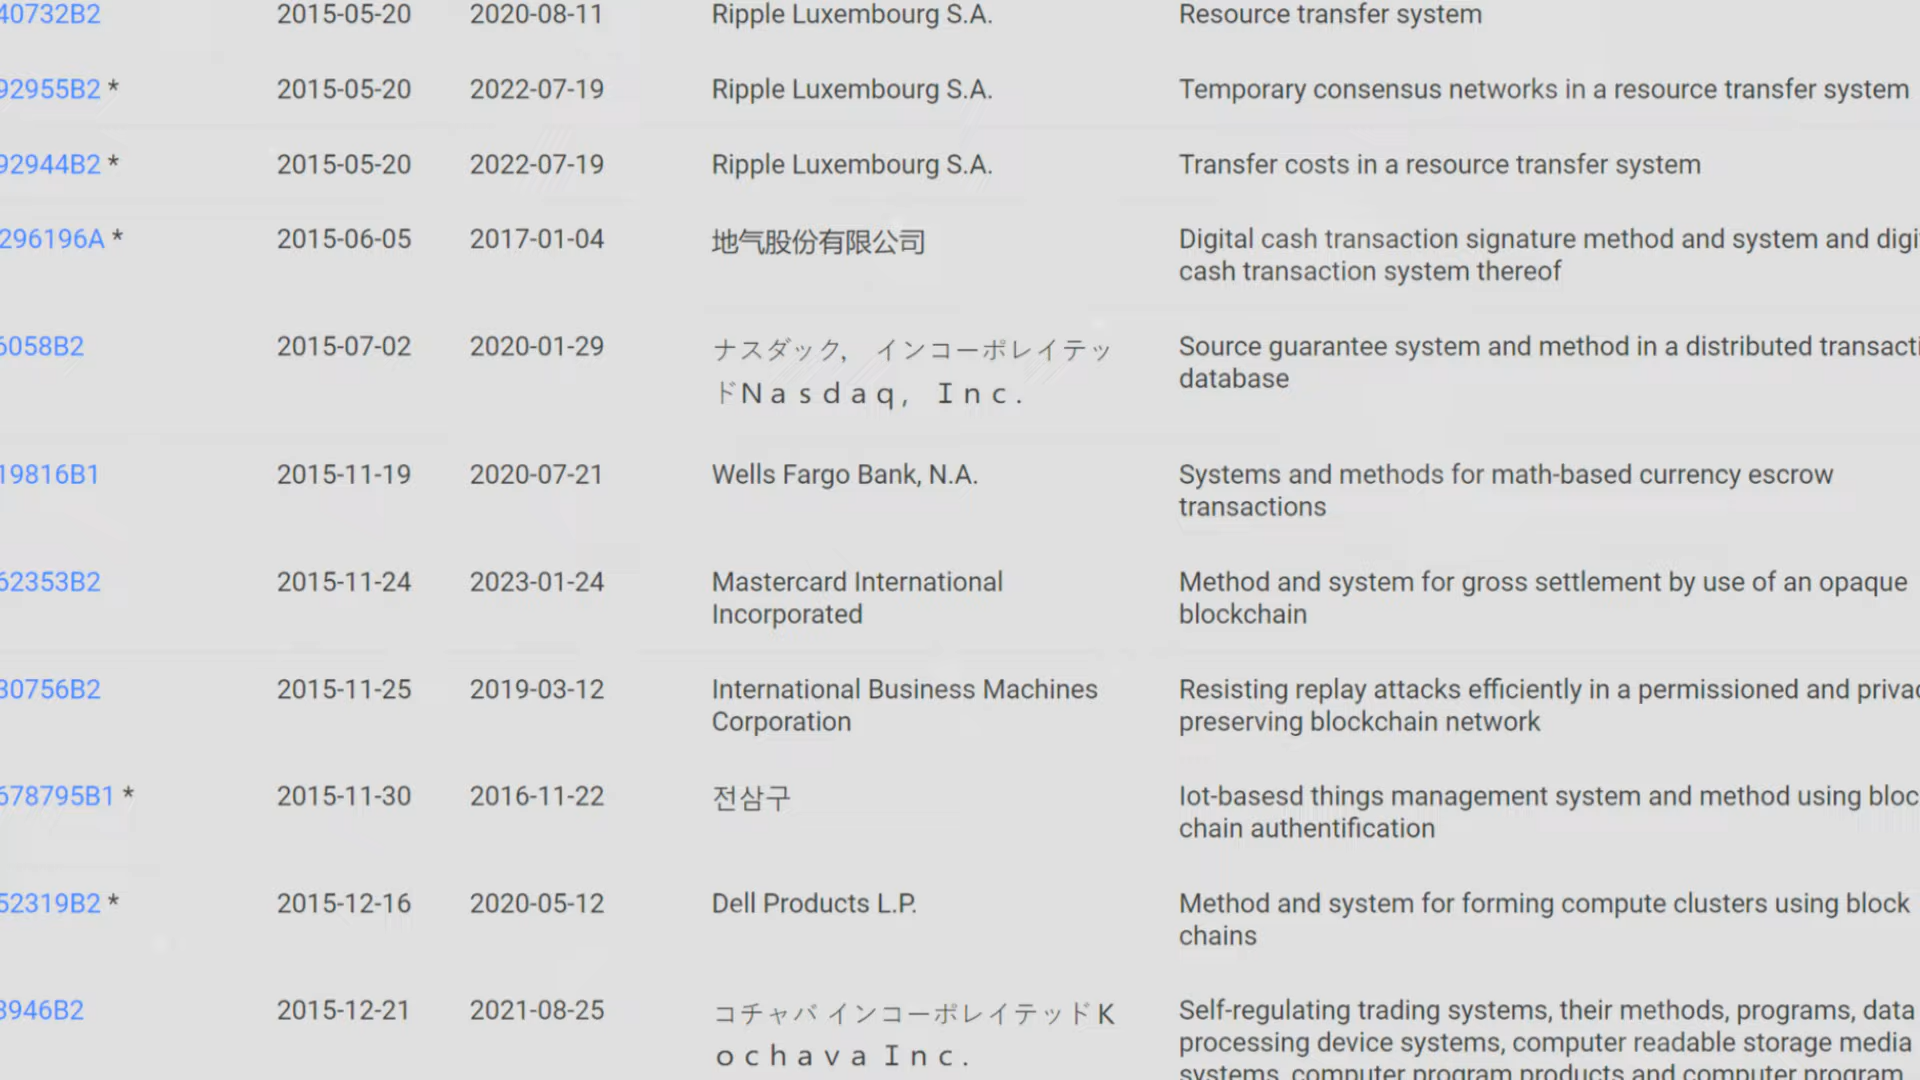 40732B2 2015-05-20 2020-08-11 Ripple Luxembourg S.A. Resource transfer system
92955B2 * 2015-05-20 2022-07-19 Ripple Luxembourg S.A. Temporary consensus networks in a resource transfer system
92944B2 * 2015-05-20 2022-07-19 Ripple Luxembourg S.A. Transfer costs in a resource transfer system
296196A * 2015-06-05 2017-01-04 地气股份有限公司 Digital cash transaction signature method and system and digi
cash transaction system thereof
6058B2 2015-07-02 2020-01-29 ナスダック, インコーポレイテッ Source guarantee system and method in a distributed transacti
ドNasdaq, Inc. database
19816B1 2015-11-19 2020-07-21 Wells Fargo Bank, N.A. Systems and methods for math-based currency escrow
transactions
62353B2 2015-11-24 2023-01-24 Mastercard International Method and system for gross settlement by use of an opaque
Incorporated blockchain
30756B2 2015-11-25 2019-03-12 International Business Machines Resisting replay attacks efficiently in a permissioned and privac
Corporation preserving blockchain network
678795B1 * 2015-11-30 2016-11-22 전삼구 Iot-basesd things management system and method using bloc
chain authentification
52319B2 * 2015-12-16 2020-05-12 Dell Products L.P. Method and system for forming compute clusters using block
chains
3946B2 2015-12-21 2021-08-25 コチャバ インコーポレイテッドK Self-regulating trading systems, their methods, programs, data
ochava Inc. processing device systems, computer readable storage media
systems, computer program products and computer program